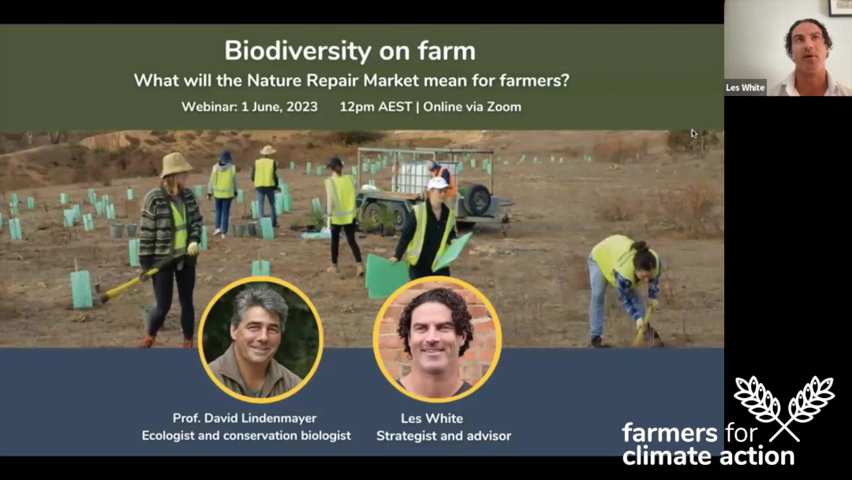 Biodiversity on farm
What will the Nature Repair Market mean for farmers?
Webinar: 1 June, 2023 12pm AEST | Online via Zoom
Les White
Prof. David Lindenmayer
Ecologist and conservation biologist
Les White
Strategist and advisor
farmers for
climate action